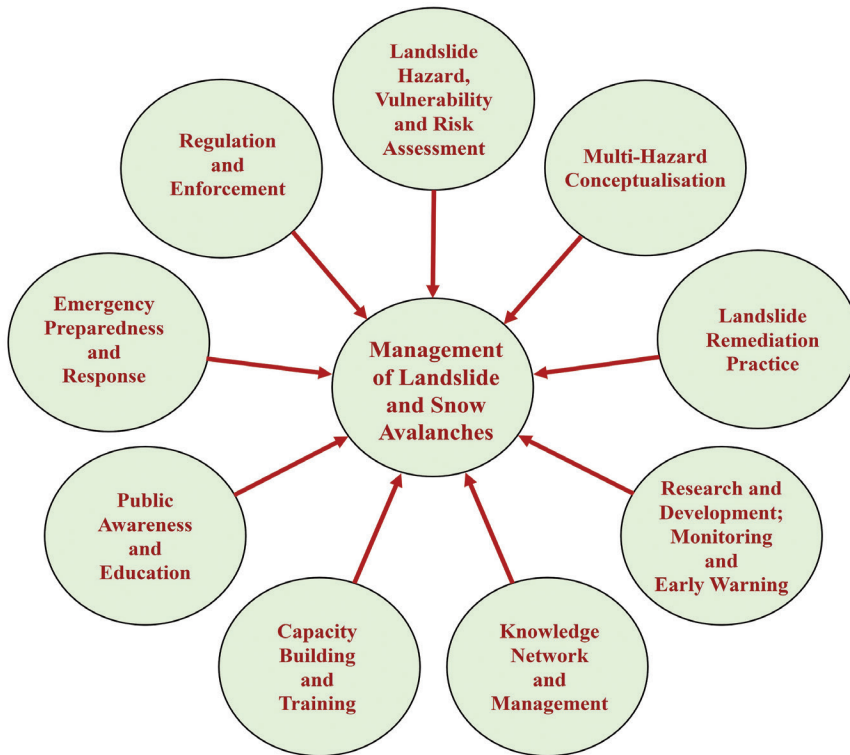 Landslide
Hazard,
Vulnerability
and Risk
Assessment
Multi-Hazard
Conceptualisation
Landslide
Remediation
Practice
Research and
Development;
Monitoring
and
Early Warning
Knowledge
Network
and
Management
Capacity
Building
and
Training
Public
Awareness
and
Education
Emergency
Preparedness
and
Response
Regulation
and
Enforcement
Management
of Landslide
and Snow
Avalanches